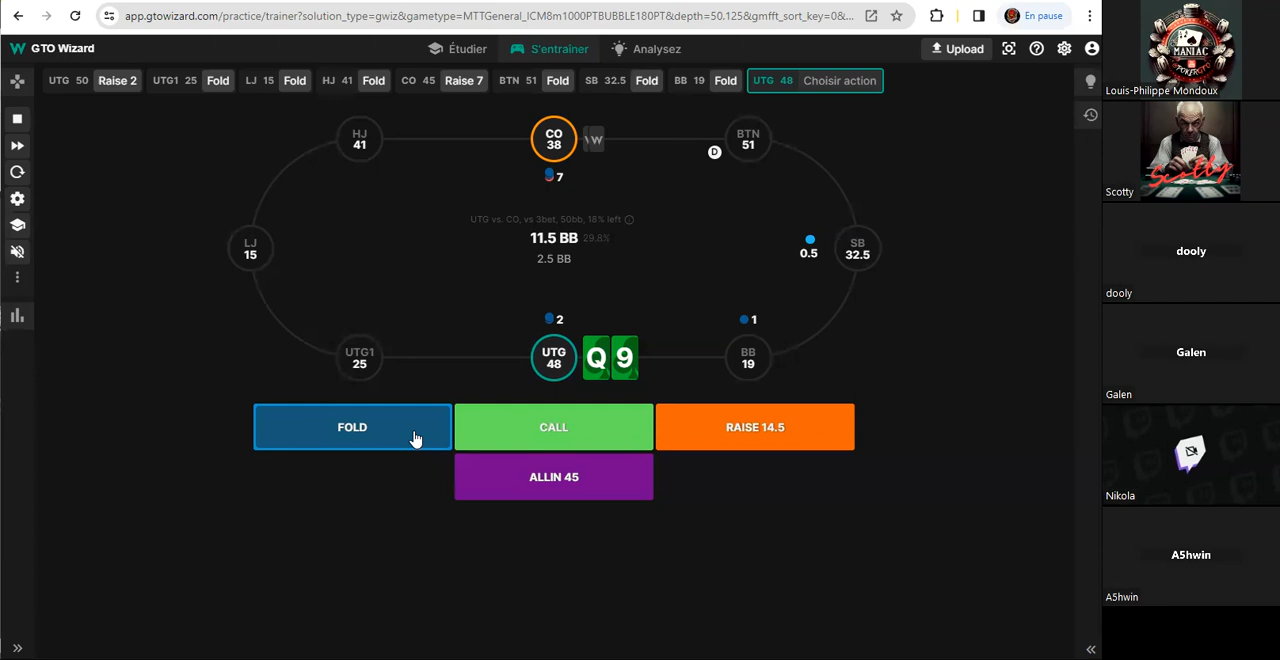 app.gtowizard.com/practice/trainer?solution_type=gwiz&gametype=MTTGeneral_ICM8m1000PTBUBBLE180PT&depth=50.125&gmfft_sort_key=0&...
En pause
GTO Wizard
Étudier
S'entraîner
Analysez
Upload
UTG 50 Raise 2
UTG1 25 Fold
LJ 15 Fold
HJ 41 Fold
CO 45 Raise 7
BTN 51 Fold
SB 32.5 Fold
BB 19 Fold
UTG 48 Choisir action
HJ
41
CO
38
W
D
BTN
51
7
UTG vs. CO, vs 3bet, 50bb, 18% left
11.5 BB 29.8%
2.5 BB
LJ
15
0.5
SB
32.5
2
1
UTG1
25
UTG
48
Q 9
BB
19
FOLD
CALL
RAISE 14.5
ALLIN 45
MANIAC
POKERGTO
Louis-Philippe Mondoux
Scotty
Scotty
dooly
dooly
Galen
Galen
Nikola
A5hwin
A5hwin